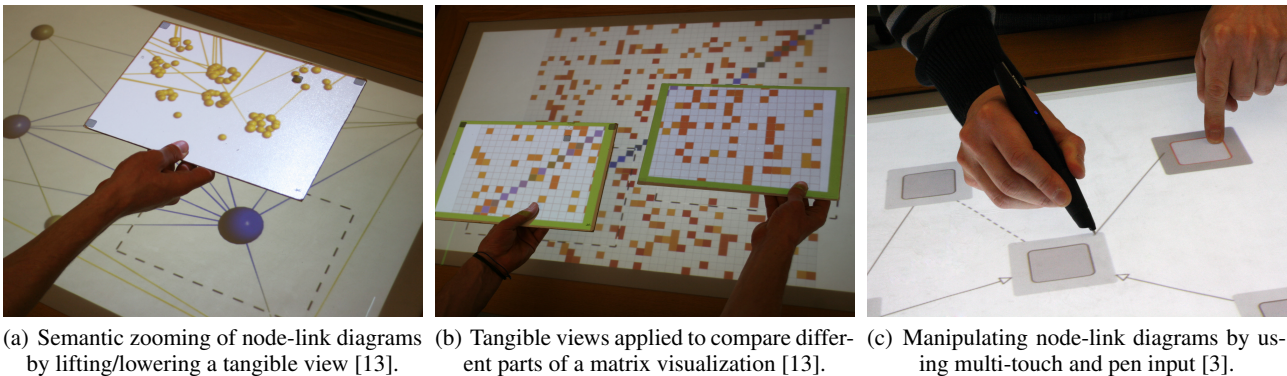 (a) Semantic zooming of node-link diagrams
by lifting/lowering a tangible view [13].
(b) Tangible views applied to compare differ-
ent parts of a matrix visualization [13].
(c) Manipulating node-link diagrams by us-
ing multi-touch and pen input [3].